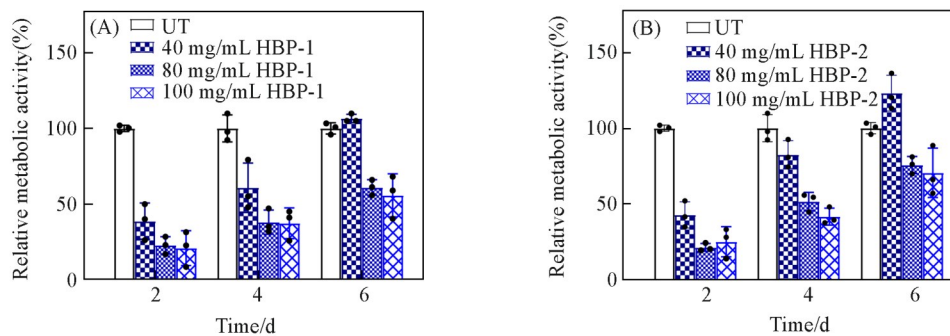 (A)
UT
40 mg/mL HBP-1
80 mg/mL HBP-1
100 mg/mL HBP-1
Relative metabolic activity(%)
150
100
50
0
2 4 6
Time/d
(B)
UT
40 mg/mL HBP-2
80 mg/mL HBP-2
100 mg/mL HBP-2
Relative metabolic activity(%)
150
100
50
0
2 4 6
Time/d